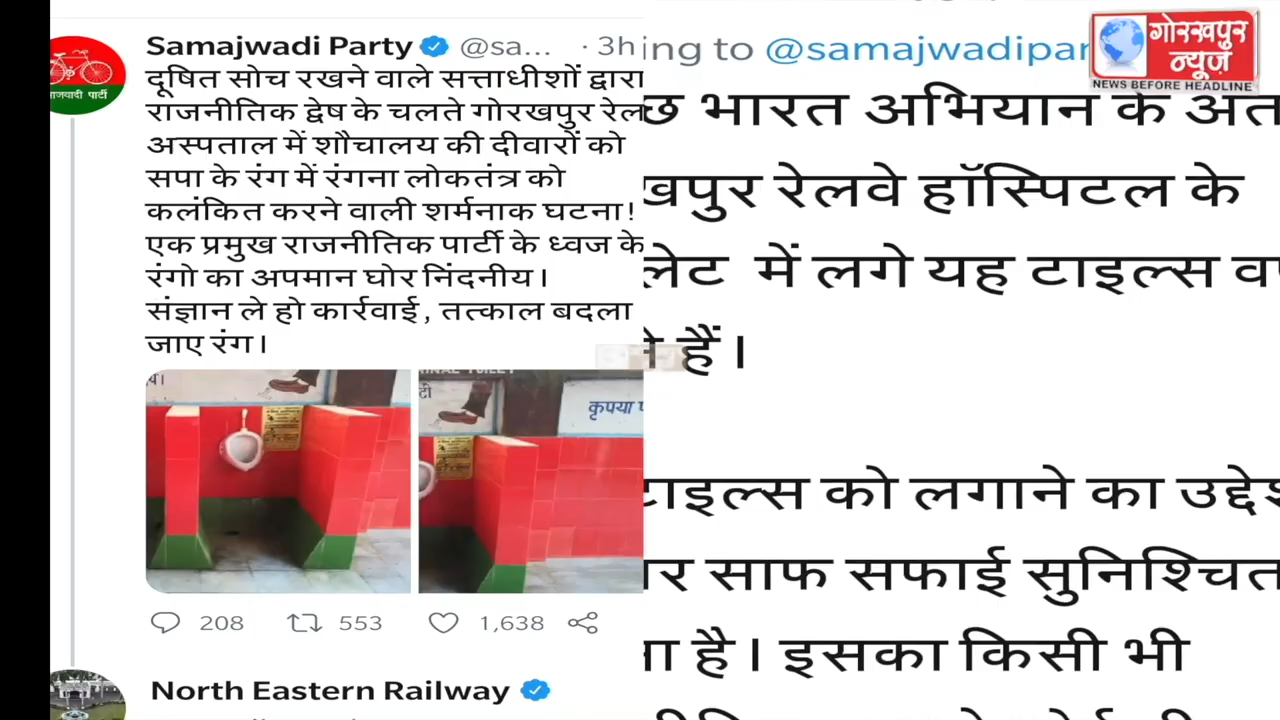 Samajwadi Party @sa... · 3h
दूषित सोच रखने वाले सत्ताधीशों द्वारा
राजनीतिक द्वेष के चलते गोरखपुर रेल
अस्पताल में शौचालय की दीवारों को
सपा के रंग में रंगना लोकतंत्र को
कलंकित करने वाली शर्मनाक घटना!
एक प्रमुख राजनीतिक पार्टी के ध्वज के
रंगो का अपमान घोर निंदनीय।
संज्ञान ले हो कार्रवाई, तत्काल बदला
जाए रंग।
कृपया
208 553 1,638
North Eastern Railway
ing to @samajwadipar
छ भारत अभियान के अंत
खपुर रेलवे हॉस्पिटल के
लेट में लगे यह टाइल्स
हैं।
टाइल्स को लगाने का उद्देश
र साफ सफाई सुनिश्चित
है। इसका किसी भी
गोरखपुर
न्यूज़
NEWS BEFORE HEADLINE